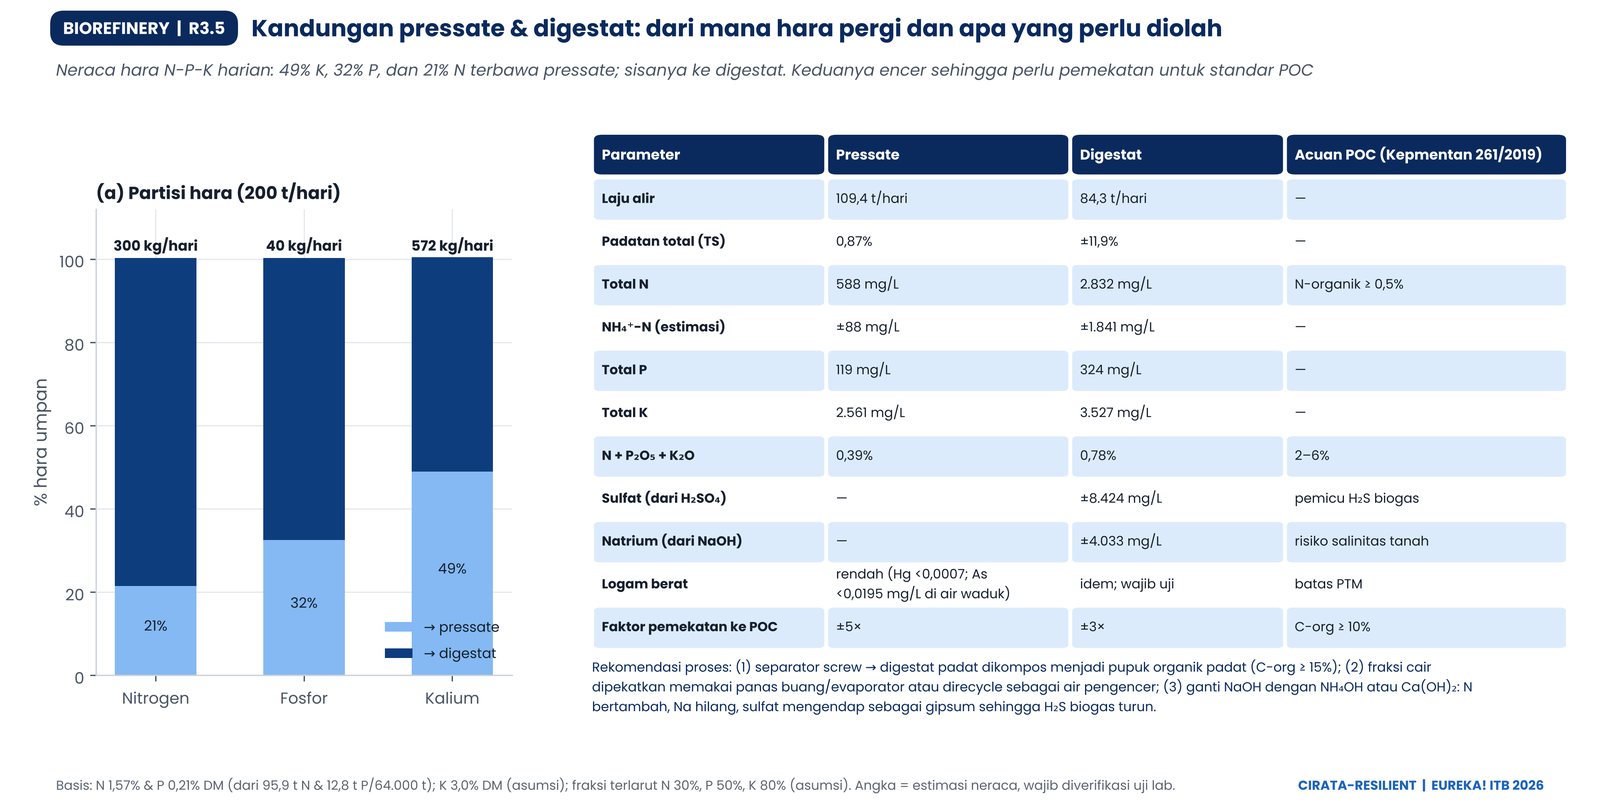 BIOREFINERY | R3.5
Kandungan pressate & digestat: dari mana hara pergi dan apa yang perlu diolah
Neraca hara N-P-K harian: 49% K, 32% P, dan 21% N terbawa pressate; sisanya ke digestat. Keduanya encer sehingga perlu pemekatan untuk standar POC
(a) Partisi hara (200 t/hari)
300 kg/hari 40 kg/hari 572 kg/hari
% hara umpan
100
80
60
40
20
0
21%
32%
49%
→ pressate
→ digestat
Nitrogen Fosfor Kalium
Parameter Pressate Digestat Acuan POC (Kepmentan 261/2019)
Laju alir 109,4 t/hari 84,3 t/hari —
Padatan total (TS) 0,87% ±11,9% —
Total N 588 mg/L 2.832 mg/L N-organik ≥ 0,5%
NH₄⁺-N (estimasi) ±88 mg/L ±1.841 mg/L —
Total P 119 mg/L 324 mg/L —
Total K 2.561 mg/L 3.527 mg/L —
N + P₂O₅ + K₂O 0,39% 0,78% 2–6%
Sulfat (dari H₂SO₄) — ±8.424 mg/L pemicu H₂S biogas
Natrium (dari NaOH) — ±4.033 mg/L risiko salinitas tanah
Logam berat rendah (Hg <0,0007; As <0,0195 mg/L di air waduk) idem; wajib uji batas PTM
Faktor pemekatan ke POC ±5× ±3× C-org ≥ 10%
Rekomendasi proses: (1) separator screw → digestat padat dikompos menjadi pupuk organik padat (C-org ≥ 15%); (2) fraksi cair
dipekatkan memakai panas buang/evaporator atau direcycle sebagai air pengencer; (3) ganti NaOH dengan NH₄OH atau Ca(OH)₂: N
bertambah, Na hilang, sulfat mengendap sebagai gipsum sehingga H₂S biogas turun.
Basis: N 1,57% & P 0,21% DM (dari 95,9 t N & 12,8 t P/64.000 t); K 3,0% DM (asumsi); fraksi terlarut N 30%, P 50%, K 80% (asumsi). Angka = estimasi neraca, wajib diverifikasi uji lab.
CIRATA-RESILIENT | EUREKA! ITB 2026